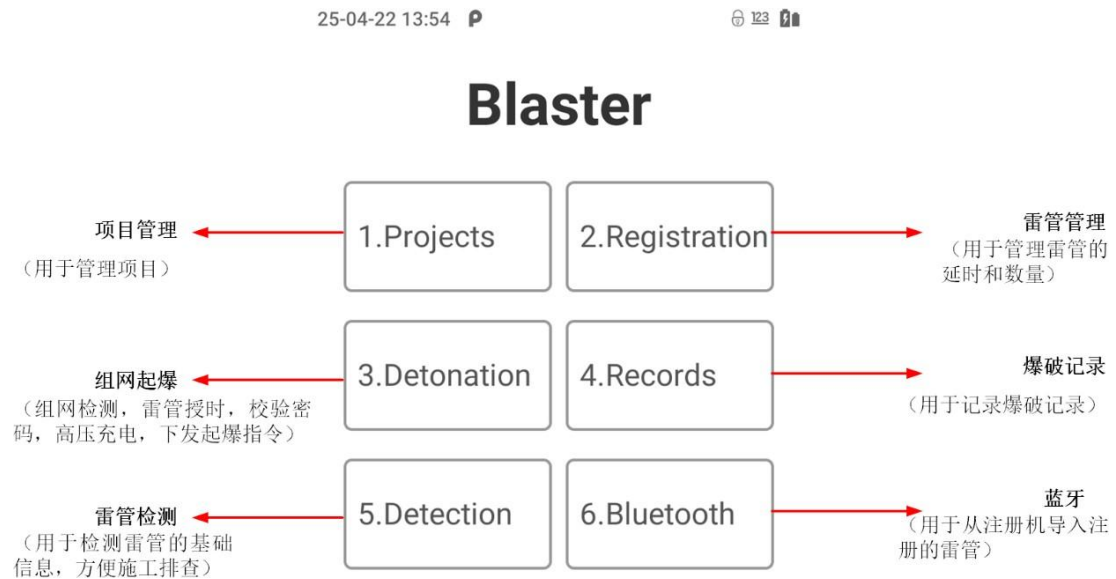 25-04-22 13:54
123
Blaster
项目管理
（用于管理项目）
1.Projects
2.Registration
雷管管理
（用于管理雷管的
延时和数量）
组网起爆
（组网检测，雷管授时，校验密
码，高压充电，下发起爆指令）
3.Detonation
4.Records
爆破记录
（用于记录爆破记录）
雷管检测
（用于检测雷管的基础
信息，方便施工排查）
5.Detection
6.Bluetooth
蓝牙
（用于从注册机导入注
册的雷管）